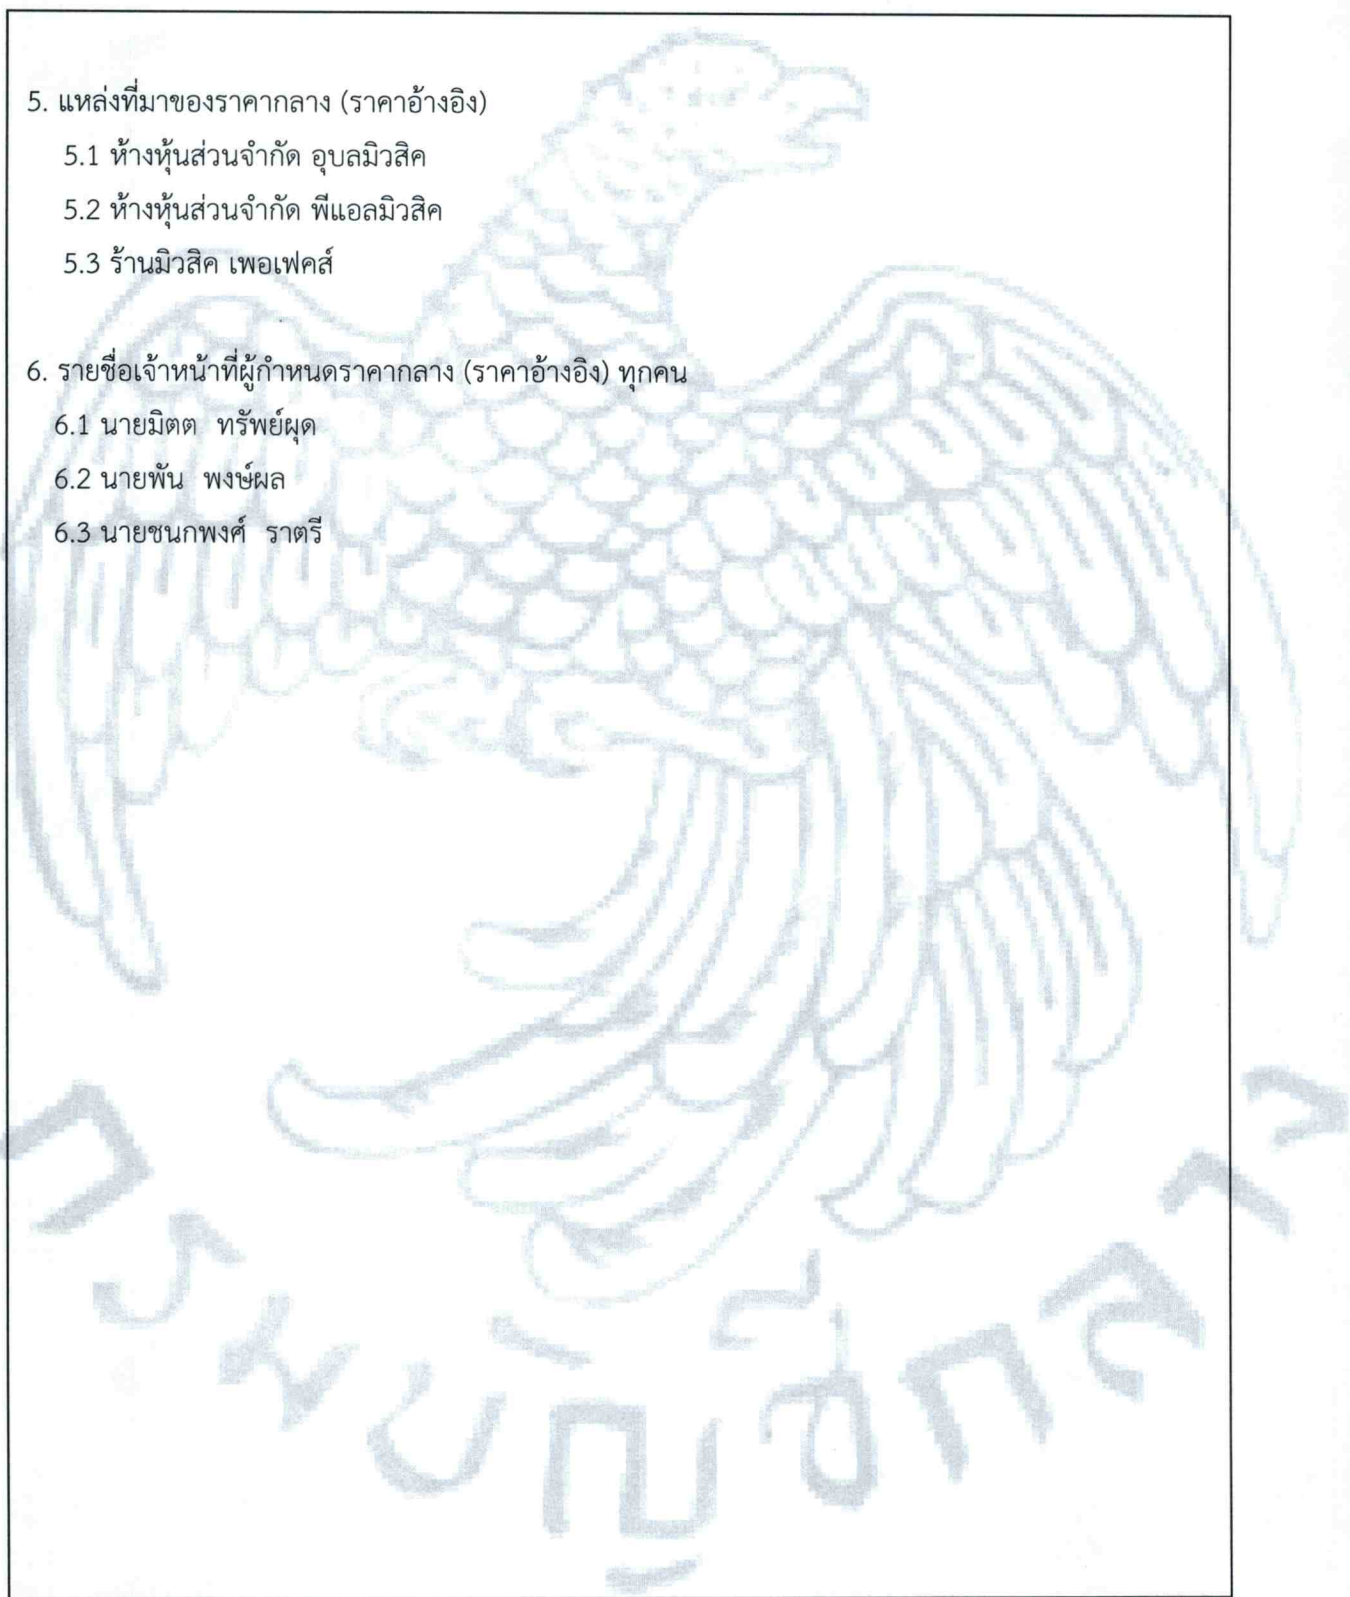 5. แหล่งที่มาของราคากลาง (ราคาอ้างอิง)
5.1 ห้างหุ้นส่วนจำกัด อุบลมิวสิค
5.2 ห้างหุ้นส่วนจำกัด พีแอลมิวสิค
5.3 ร้านมิวสิค เพอเฟคส์
6. รายชื่อเจ้าหน้าที่ผู้กำหนดราคากลาง (ราคาอ้างอิง) ทุกคน
6.1 นายมิตต ทรัพย์ผุด
6.2 นายพัน พงษ์ผล
6.3 นายชนกพงศ์ ราตรี
กรมบัญชีกลาง